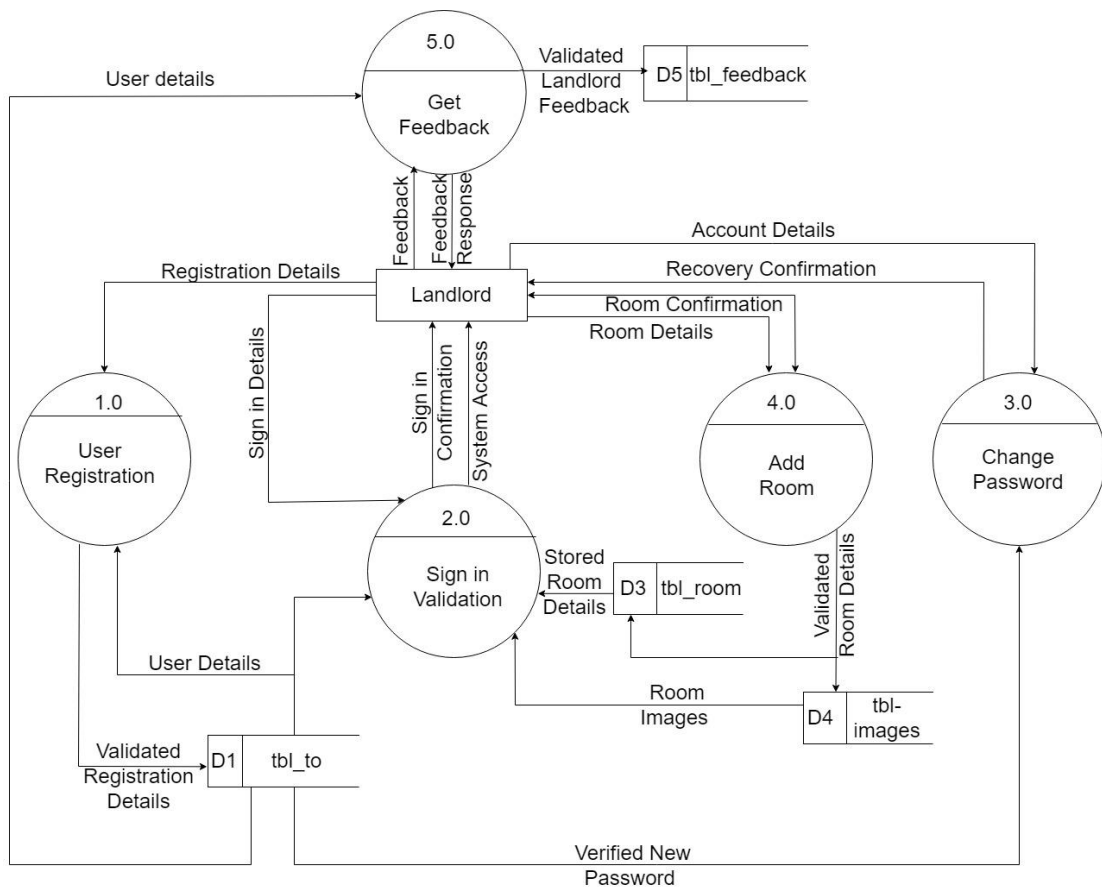 5.0
Get
Feedback
User details
Validated
Landlord
Feedback
D5
tbl_feedback
Feedback
Feedback
Response
Account Details
Registration Details
Recovery Confirmation
Landlord
Room Confirmation
Room Details
Sign in Details
Sign in
Confirmation
System Access
1.0
User
Registration
4.0
Add
Room
3.0
Change
Password
2.0
Sign in
Validation
Stored
Room
Details
D3
tbl_room
Validated
Room Details
User Details
Room
Images
D4
tbl-
images
Validated
Registration
Details
D1
tbl_to
Verified New
Password